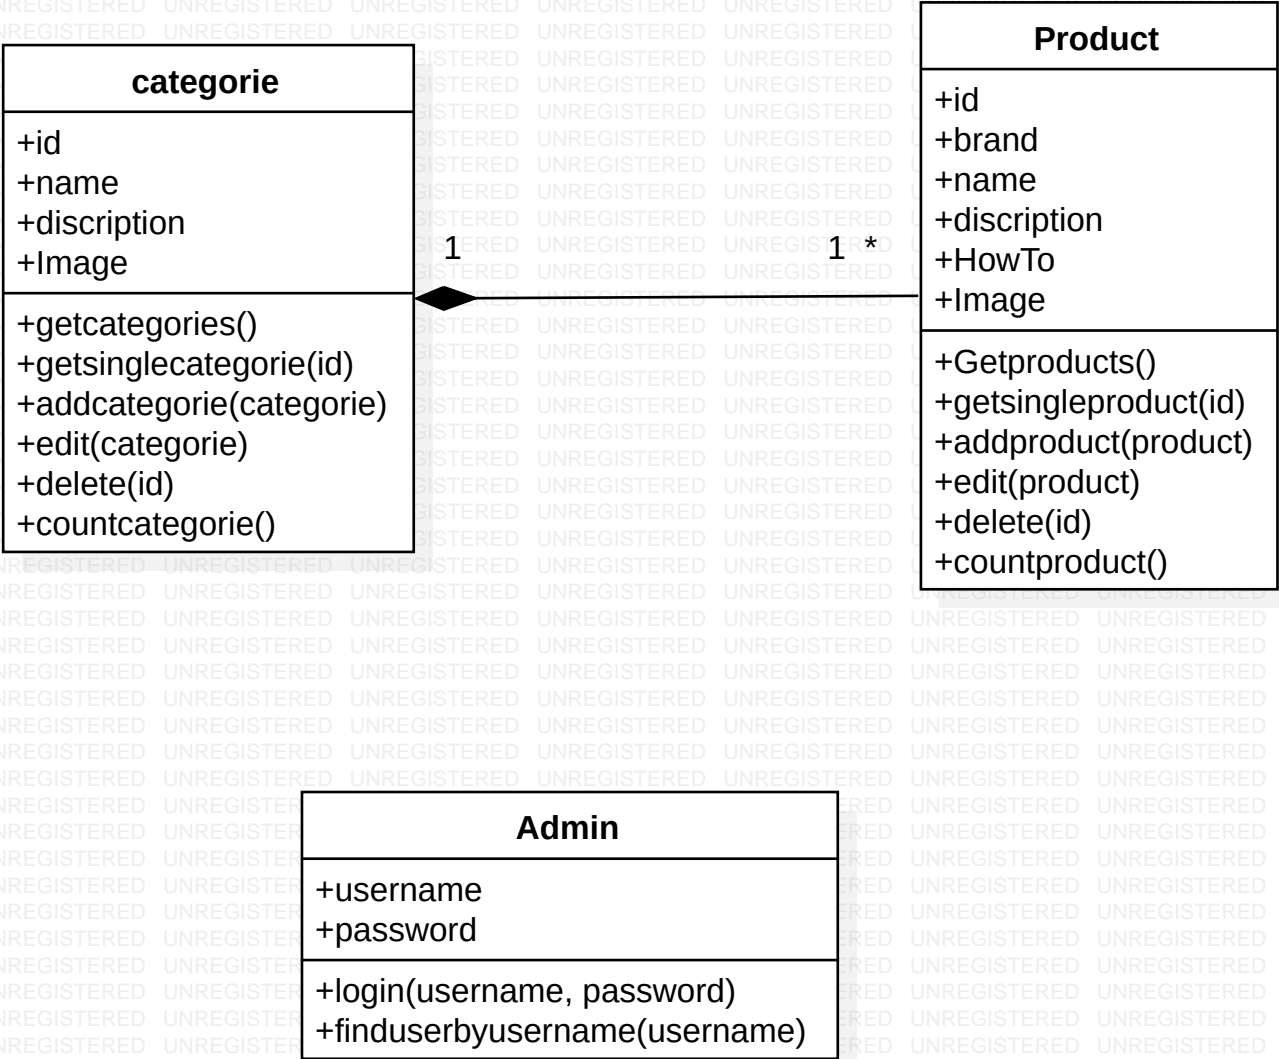 categorie
+id
+name
+discription
+Image
+getcategories()
+getsinglecategorie(id)
+addcategorie(categorie)
+edit(categorie)
+delete(id)
+countcategorie()
1
1 *
Product
+id
+brand
+name
+discription
+HowTo
+Image
+Getproducts()
+getsingleproduct(id)
+addproduct(product)
+edit(product)
+delete(id)
+countproduct()
Admin
+username
+password
+login(username, password)
+finduserbyusername(username)
UNREGISTERED